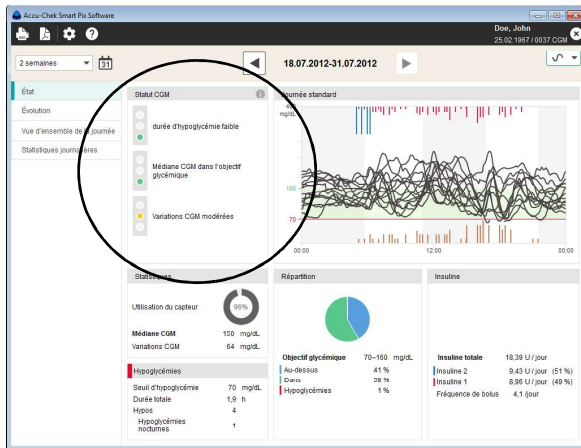 Accu-Chek Smart Pix Software
Doe, John
25.02.1967 / 0037 CGM
2 semaines
31
18.07.2012-31.07.2012
État
Évolution
Vue d'ensemble de la journée
Statistiques journalières
Statut CGM
durée d'hypoglycémie faible
Médiane CGM dans l'objectif
glycémique
Variations CGM modérées
Journée standard
mg/dL
160
70
00:00
12:00
00:00
Statistiques
Utilisation du capteur
96%
Médiane CGM 150 mg/dL
Variations CGM 64 mg/dL
Hypoglycémies
Seuil d'hypoglycémie 70 mg/dL
Durée totale 1,9 h
Hypos 4
Hypoglycémies
nocturnes 1
Répartition
Objectif glycémique 70–160 mg/dL
Au-dessus 41 %
Dans 58 %
Hypoglycémies 1 %
Insuline
Insuline totale 18,39 U / jour
Insuline 2 9,43 U / jour (51 %)
Insuline 1 8,96 U / jour (49 %)
Fréquence de bolus 4,1 /jour